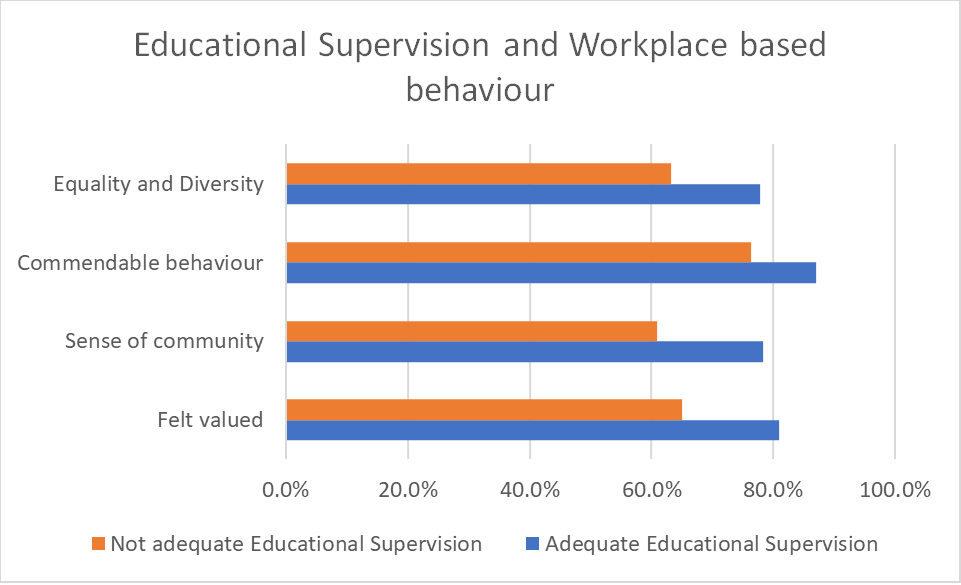 Educational Supervision and Workplace based
behaviour
Equality and Diversity
Commendable behaviour
Sense of community
Felt valued
0.0% 20.0% 40.0% 60.0% 80.0% 100.0%
Not adequate Educational Supervision Adequate Educational Supervision